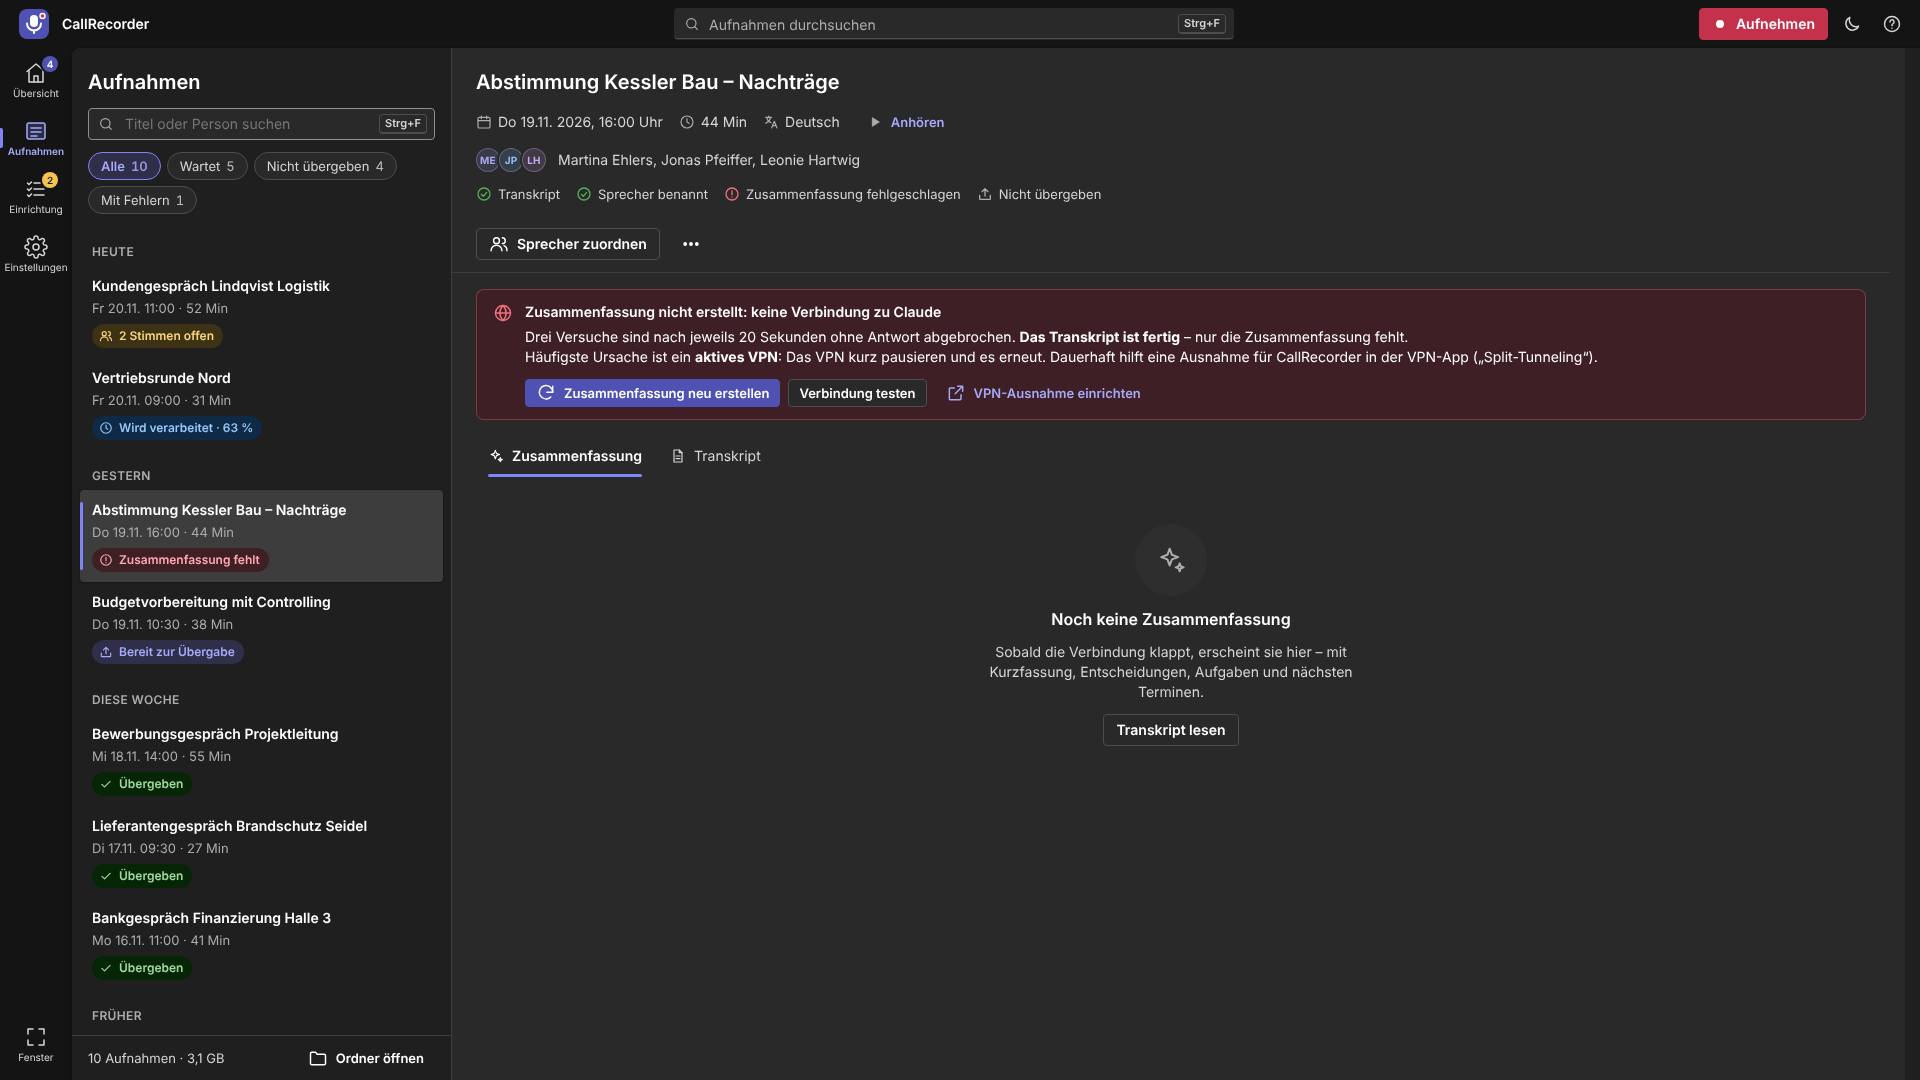 CallRecorder
Aufnahmen durchsuchen
Strg+F
Aufnehmen
4
Übersicht
Aufnahmen
2
Einrichtung
Einstellungen
Fenster
Aufnahmen
Titel oder Person suchen
Strg+F
Alle 10
Wartet 5
Nicht übergeben 4
Mit Fehlern 1
HEUTE
Kundengespräch Lindqvist Logistik
Fr 20.11. 11:00 · 52 Min
2 Stimmen offen
Vertriebsrunde Nord
Fr 20.11. 09:00 · 31 Min
Wird verarbeitet · 63 %
GESTERN
Abstimmung Kessler Bau – Nachträge
Do 19.11. 16:00 · 44 Min
Zusammenfassung fehlt
Budgetvorbereitung mit Controlling
Do 19.11. 10:30 · 38 Min
Bereit zur Übergabe
DIESE WOCHE
Bewerbungsgespräch Projektleitung
Mi 18.11. 14:00 · 55 Min
Übergeben
Lieferantengespräch Brandschutz Seidel
Di 17.11. 09:30 · 27 Min
Übergeben
Bankgespräch Finanzierung Halle 3
Mo 16.11. 11:00 · 41 Min
Übergeben
FRÜHER
10 Aufnahmen · 3,1 GB
Ordner öffnen
Abstimmung Kessler Bau – Nachträge
Do 19.11. 2026, 16:00 Uhr
44 Min
Deutsch
Anhören
ME JP LH
Martina Ehlers, Jonas Pfeiffer, Leonie Hartwig
Transkript
Sprecher benannt
Zusammenfassung fehlgeschlagen
Nicht übergeben
Sprecher zuordnen
Zusammenfassung nicht erstellt: keine Verbindung zu Claude
Drei Versuche sind nach jeweils 20 Sekunden ohne Antwort abgebrochen. Das Transkript ist fertig – nur die Zusammenfassung fehlt.
Häufigste Ursache ist ein aktives VPN: Das VPN kurz pausieren und es erneut. Dauerhaft hilft eine Ausnahme für CallRecorder in der VPN-App („Split-Tunneling“).
Zusammenfassung neu erstellen
Verbindung testen
VPN-Ausnahme einrichten
Zusammenfassung
Transkript
Noch keine Zusammenfassung
Sobald die Verbindung klappt, erscheint sie hier – mit
Kurzfassung, Entscheidungen, Aufgaben und nächsten
Terminen.
Transkript lesen